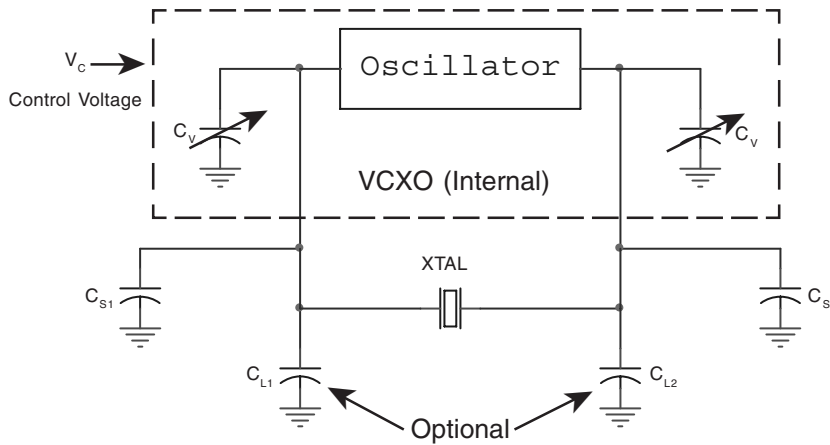 Oscillator
V_C
Control Voltage
C_V
C_V
VCXO (Internal)
XTAL
C_S1
C_S
C_L1
C_L2
Optional